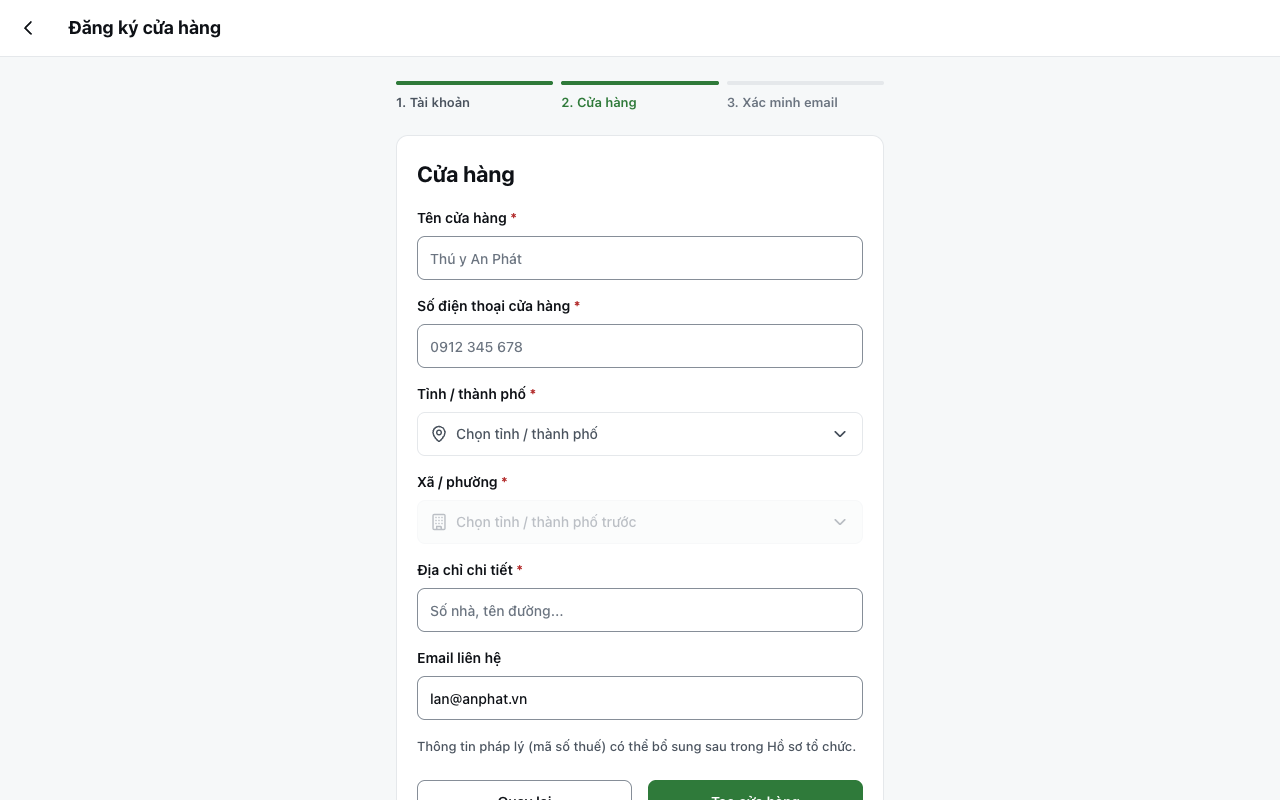 Đăng ký cửa hàng
1. Tài khoản
2. Cửa hàng
3. Xác minh email
Cửa hàng
Tên cửa hàng *
Thú y An Phát
Số điện thoại cửa hàng *
0912 345 678
Tỉnh / thành phố *
Chọn tỉnh / thành phố
Xã / phường *
Chọn tỉnh / thành phố trước
Địa chỉ chi tiết *
Số nhà, tên đường...
Email liên hệ
lan@anphat.vn
Thông tin pháp lý (mã số thuế) có thể bổ sung sau trong Hồ sơ tổ chức.